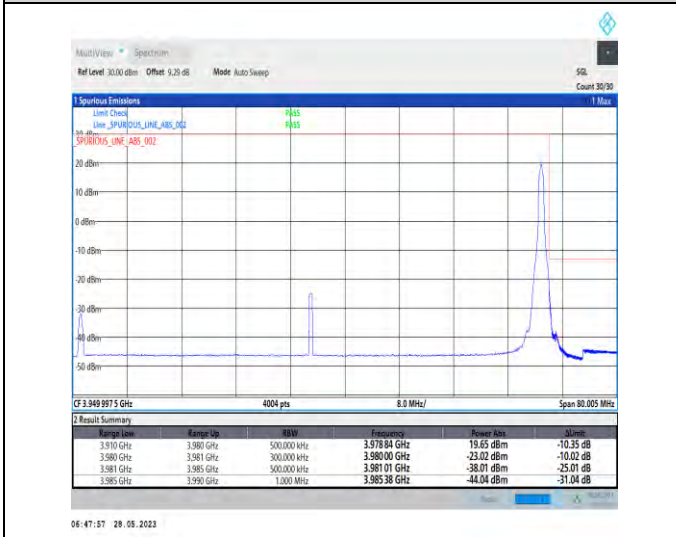 MultiView Spectrum
Ref Level 30.00 dBm Offset 9.29 dB Mode Auto Sweep SGL
Count 30/30
1 Spurious Emissions 1 Max
Limit Check PASS
Line _SPURIOUS_LINE_ABS_002 PASS
_SPURIOUS_LINE_ABS_002
20 dBm
10 dBm
0 dBm
-10 dBm
-20 dBm
-30 dBm
-40 dBm
-50 dBm
CF 3.949 997 5 GHz 4004 pts 8.0 MHz/ Span 80.005 MHz
2 Result Summary
Range Low Range Up RBW Frequency Power Abs ΔLimit
3.910 GHz 3.980 GHz 500.000 kHz 3.978 84 GHz 19.65 dBm -10.35 dB
3.980 GHz 3.981 GHz 300.000 kHz 3.980 00 GHz -23.02 dBm -10.02 dB
3.981 GHz 3.985 GHz 500.000 kHz 3.981 01 GHz -38.01 dBm -25.01 dB
3.985 GHz 3.990 GHz 1.000 MHz 3.985 38 GHz -44.04 dBm -31.04 dB
06:47:57 28.05.2023